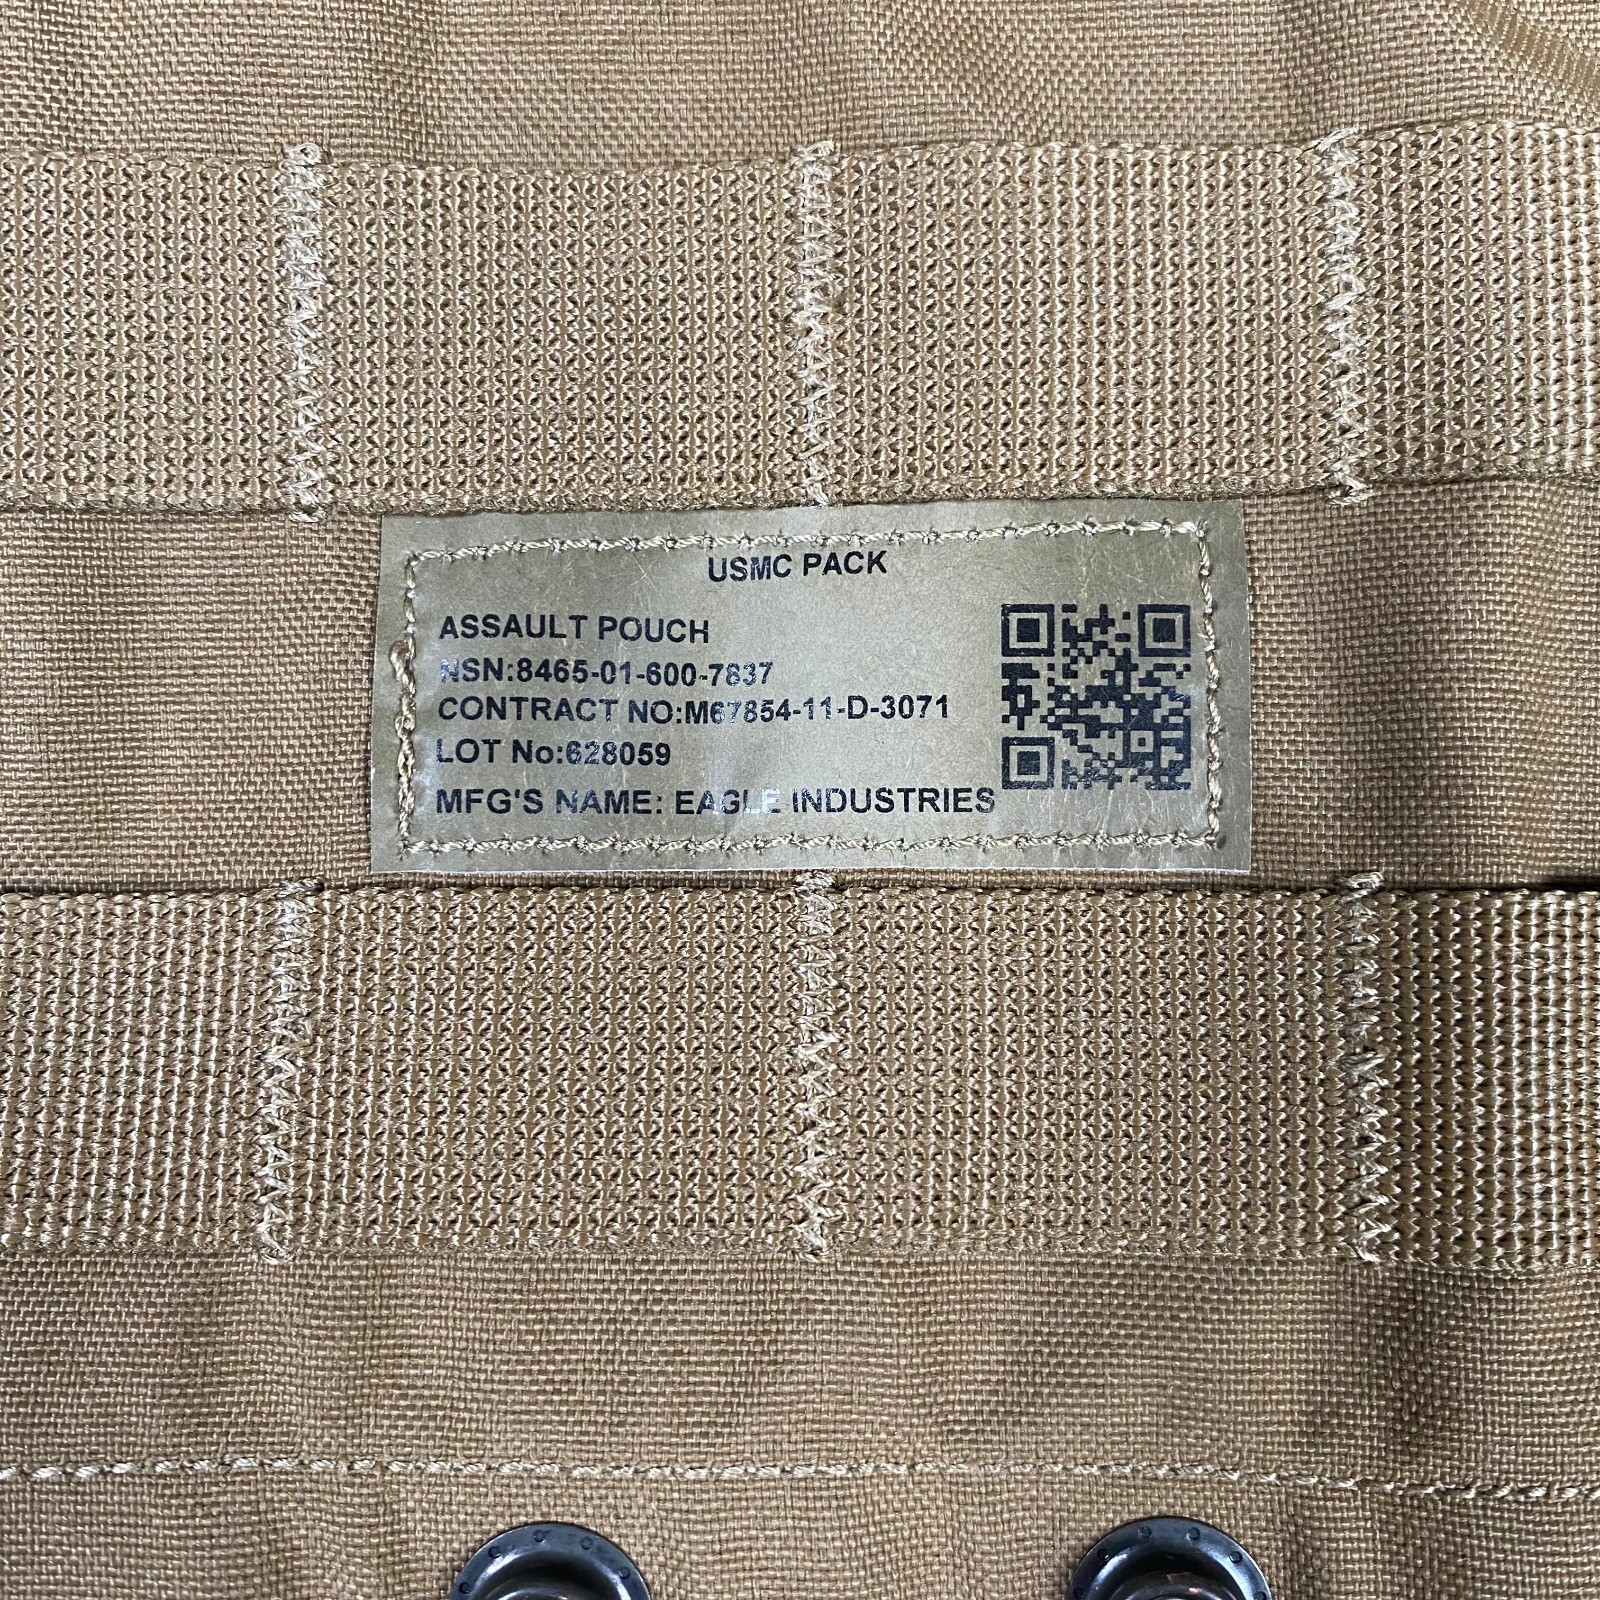 USMC PACK
ASSAULT POUCH
NSN:8465-01-600-7837
CONTRACT NO:M67854-11-D-3071
LOT No:628059
MFG'S NAME: EAGLE INDUSTRIES